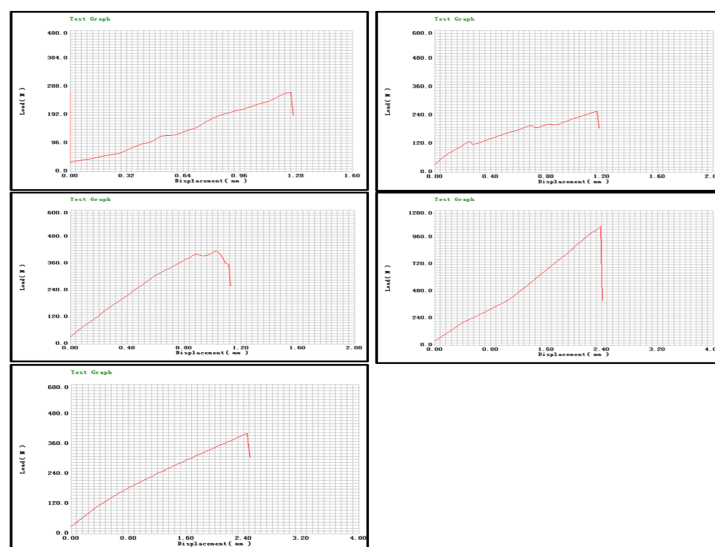 Test Graph
Load( N )
480.0
384.0
288.0
192.0
96.0
0.0
0.00 0.32 0.64 0.96 1.28 1.60
Displacement( mm )
Test Graph
Load( N )
600.0
480.0
360.0
240.0
120.0
0.0
0.00 0.40 0.80 1.20 1.60 2.0
Displacement( mm )
Test Graph
Load( N )
600.0
480.0
360.0
240.0
120.0
0.0
0.00 0.40 0.80 1.20 1.60 2.00
Displacement( mm )
Test Graph
Load( N )
1200
960.0
720.0
480.0
240.0
0.0
0.00 0.80 1.60 2.40 3.20 4.0
Displacement( mm )
Test Graph
Load( N )
600.0
480.0
360.0
240.0
120.0
0.0
0.00 0.80 1.60 2.40 3.20 4.00
Displacement( mm )